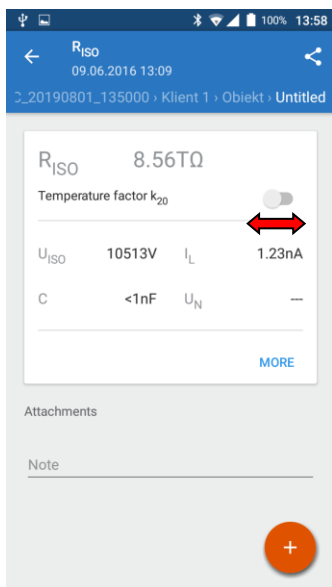 100% 13:58
RISO
09.06.2016 13:09
C_20190801_135000 › Klient 1 › Obiekt › Untitled
RISO 8.56TΩ
Temperature factor k20
UISO 10513V IL 1.23nA
C <1nF UN ---
MORE
Attachments
Note
+